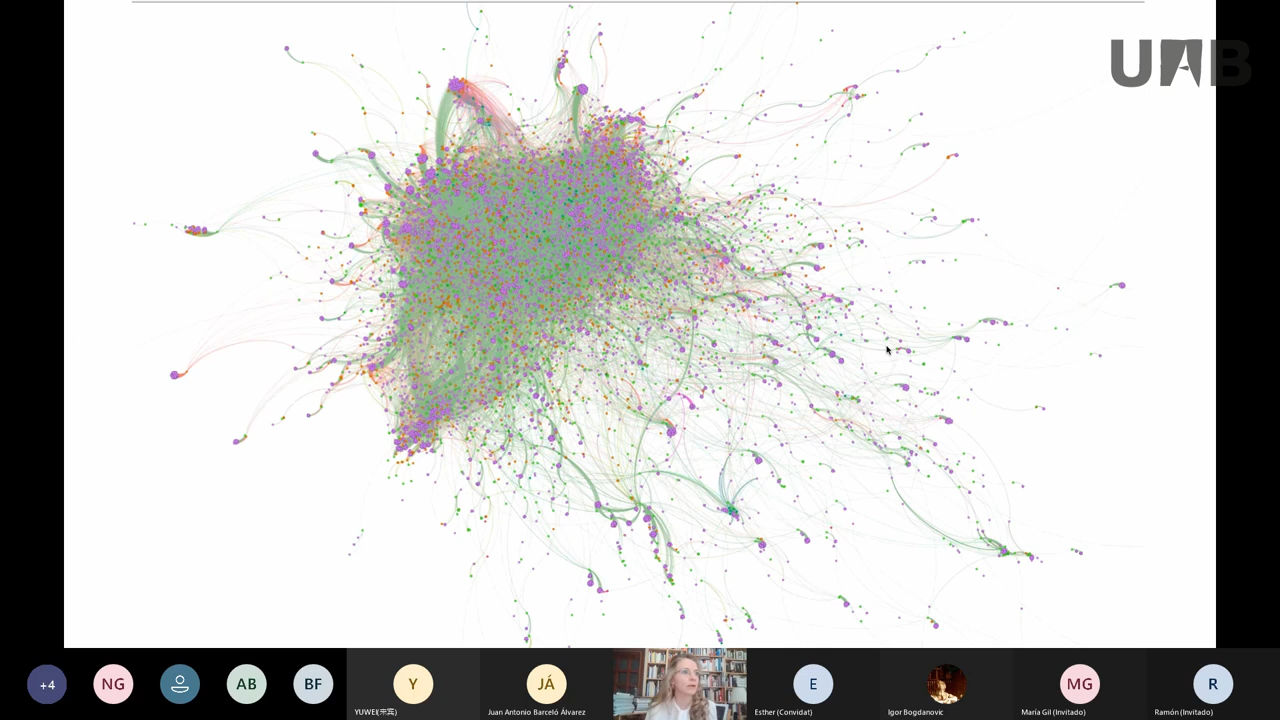 UAB
+4
NG
AB
BF
Y
YUWEI(来宾)
JÁ
Juan Antonio Barceló Álvarez
E
Esther (Convidat)
Igor Bogdanovic
MG
María Gil (Invitado)
R
Ramón (Invitado)